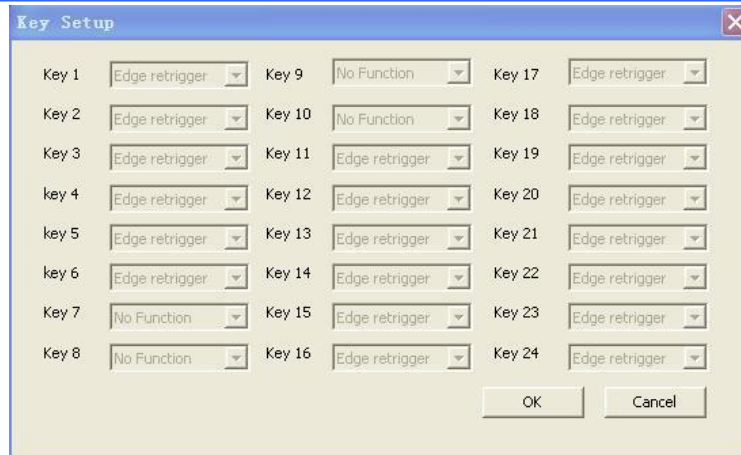 Key Setup
Key 1 Edge retrigger Key 9 No Function Key 17 Edge retrigger
Key 2 Edge retrigger Key 10 No Function Key 18 Edge retrigger
Key 3 Edge retrigger Key 11 Edge retrigger Key 19 Edge retrigger
key 4 Edge retrigger Key 12 Edge retrigger Key 20 Edge retrigger
key 5 Edge retrigger Key 13 Edge retrigger Key 21 Edge retrigger
key 6 Edge retrigger Key 14 Edge retrigger Key 22 Edge retrigger
Key 7 No Function Key 15 Edge retrigger Key 23 Edge retrigger
Key 8 No Function Key 16 Edge retrigger Key 24 Edge retrigger
OK Cancel